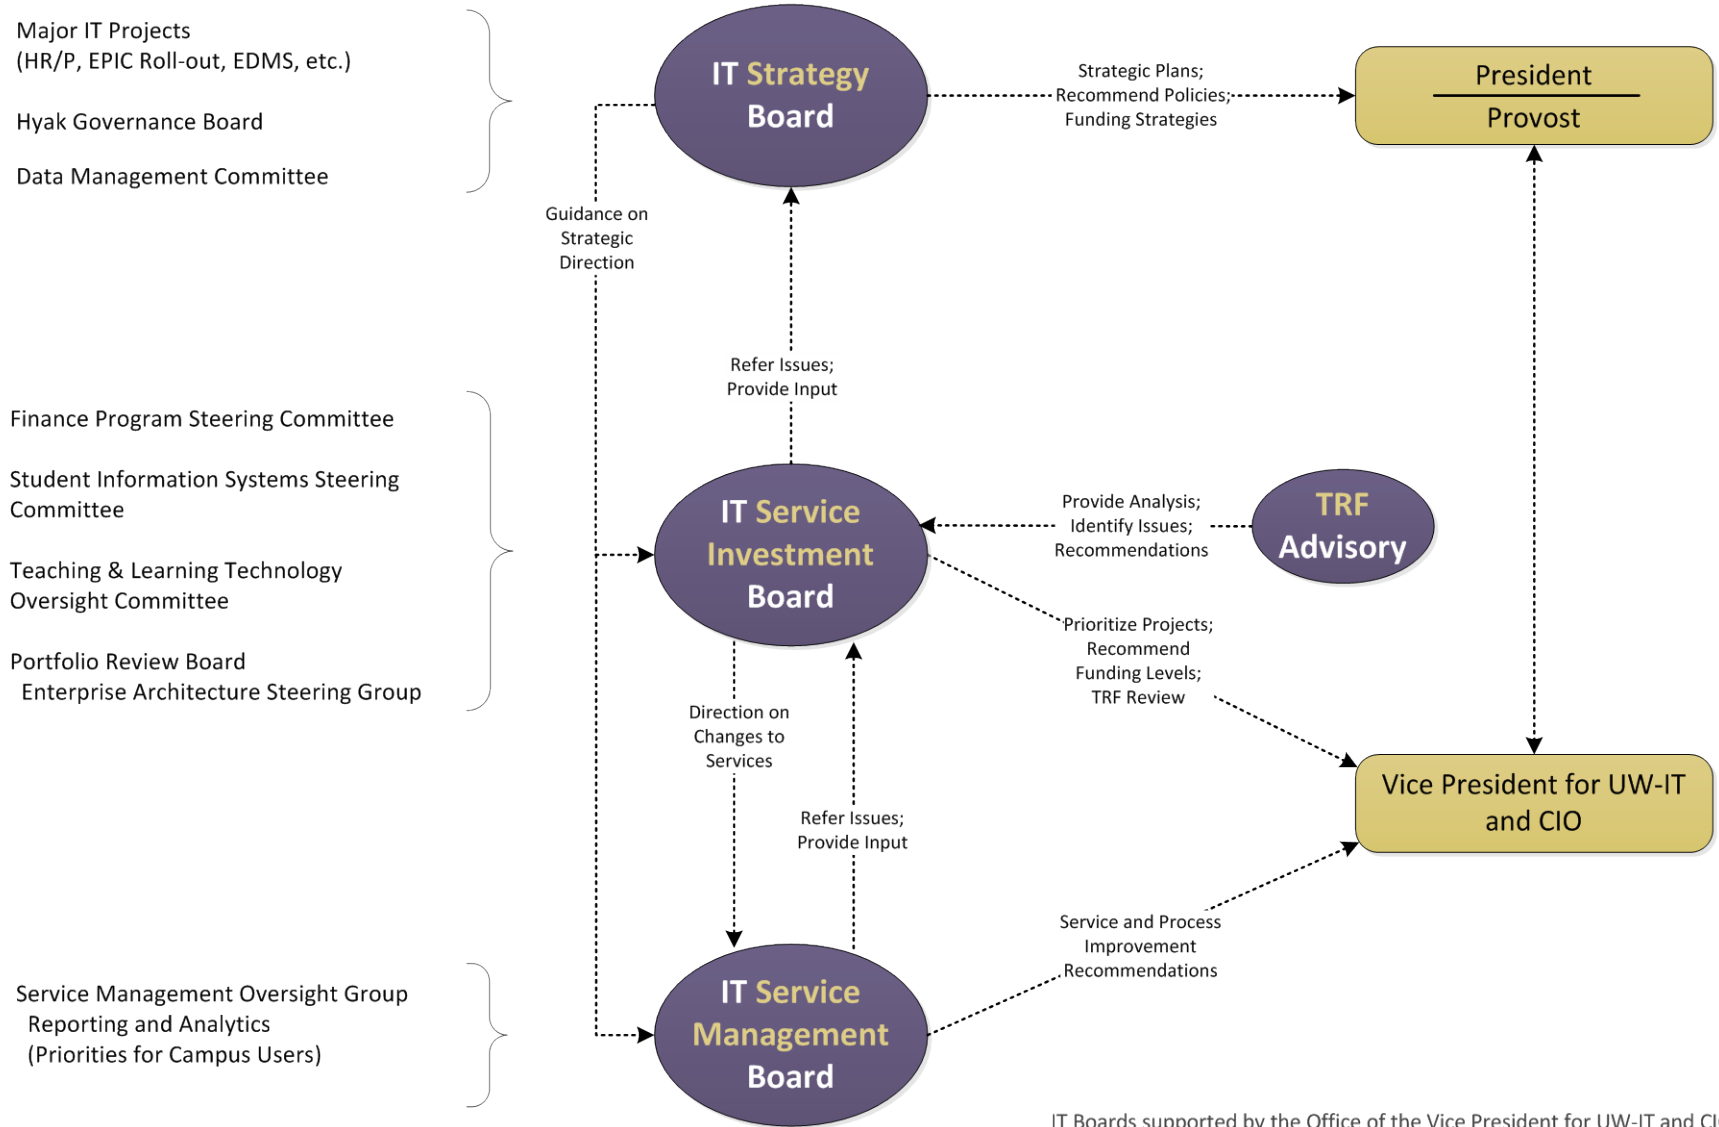 Major IT Projects
(HR/P, EPIC Roll-out, EDMS, etc.)
Hyak Governance Board
Data Management Committee
IT Strategy
Board
Strategic Plans;
Recommend Policies;
Funding Strategies
President
Provost
Guidance on
Strategic
Direction
Refer Issues;
Provide Input
Finance Program Steering Committee
Student Information Systems Steering
Committee
Teaching & Learning Technology
Oversight Committee
Portfolio Review Board
Enterprise Architecture Steering Group
IT Service
Investment
Board
Provide Analysis;
Identify Issues;
Recommendations
TRF
Advisory
Prioritize Projects;
Recommend
Funding Levels;
TRF Review
Direction on
Changes to
Services
Refer Issues;
Provide Input
Vice President for UW-IT
and CIO
Service and Process
Improvement
Recommendations
Service Management Oversight Group
Reporting and Analytics
(Priorities for Campus Users)
IT Service
Management
Board
IT Boards supported by the Office of the Vice President for UW-IT and